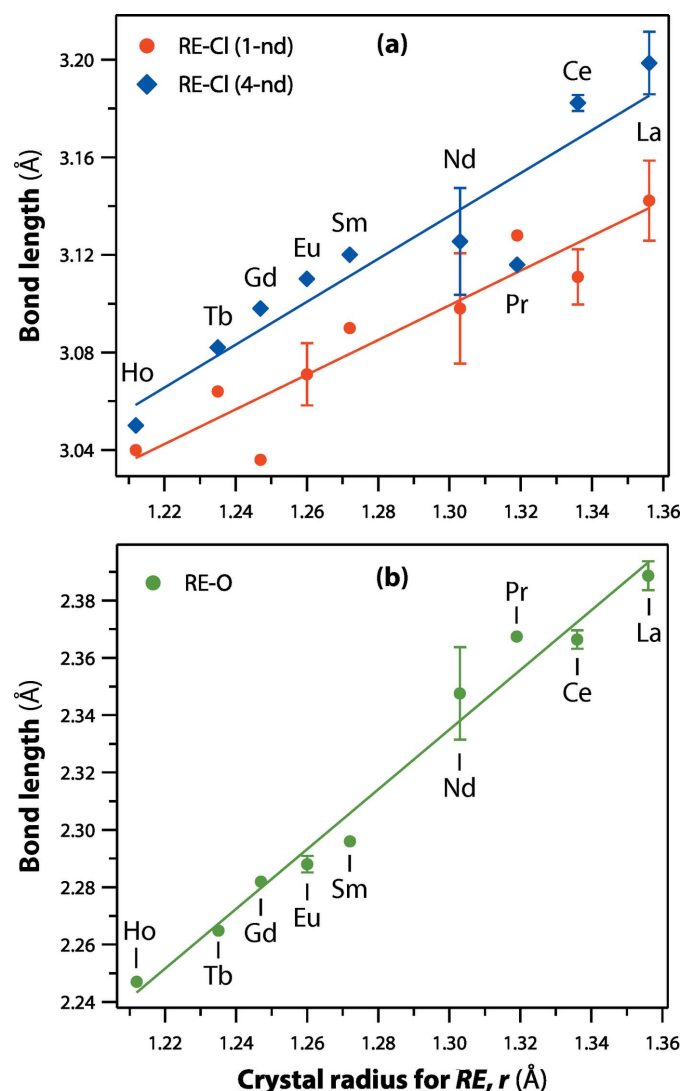 RE-Cl (1-nd)
(a)
RE-Cl (4-nd)
Ce
La
Nd
Sm
Eu
Gd
Tb
Pr
Ho
3.20
3.16
3.12
3.08
3.04
Bond length (Å)
1.22 1.24 1.26 1.28 1.30 1.32 1.34 1.36
RE-O
(b)
Pr
La
Ce
Nd
Sm
Eu
Gd
Ho
Tb
2.38
2.36
2.34
2.32
2.30
2.28
2.26
2.24
Bond length (Å)
1.22 1.24 1.26 1.28 1.30 1.32 1.34 1.36
Crystal radius for RE, r (Å)